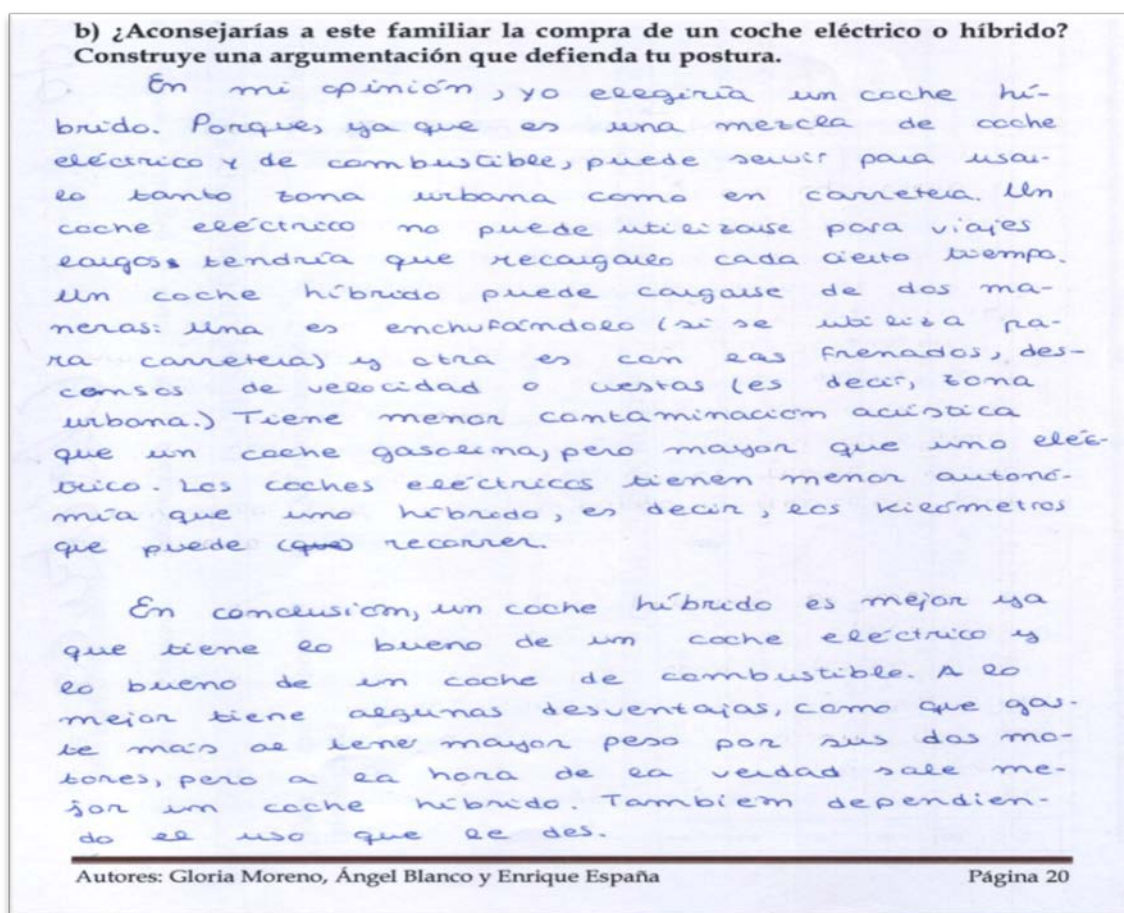 b) ¿Aconsejarías a este familiar la compra de un coche eléctrico o híbrido?
Construye una argumentación que defienda tu postura.
En mi opinión, yo elegiría un coche hí-
brido. Porque, ya que es una mezcla de coche
eléctrico y de combustible, puede servir para usar-
lo tanto zona urbana como en carretera. Un
coche eléctrico no puede utilizarse para viajes
largos, tendría que recargarlo cada cierto tiempo.
Un coche híbrido puede cargarse de dos ma-
neras: Una es enchufándolo (si se utiliza pa-
ra carretera) y otra es con las frenados, des-
censos de velocidad o cuestas (es decir, zona
urbana.) Tiene menor contaminación acústica
que un coche gasolina, pero mayor que uno eléc-
trico Los coches eléctricos tienen menor autonó-
mía que uno híbrido, es decir, los kilómetros
que puede (que) recorrer.
En conclusión, un coche híbrido es mejor ya
que tiene lo bueno de un coche eléctrico y
lo bueno de un coche de combustible. A lo
mejor tiene algunas desventajas, como que gas-
te más al tener mayor peso por sus dos mo-
tores, pero a la hora de la verdad sale me-
jor un coche híbrido. Tambien dependien-
do el uso que le des.
Autores: Gloria Moreno, Ángel Blanco y Enrique España Página 20